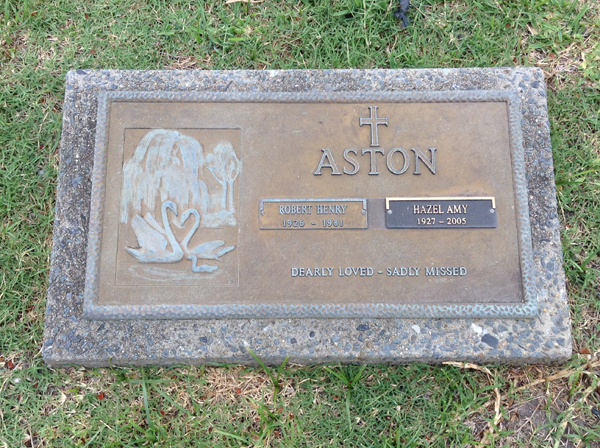 ASTON
ROBERT HENRY
1926 - 1981
HAZEL AMY
1927 - 2005
DEARLY LOVED - SADLY MISSED